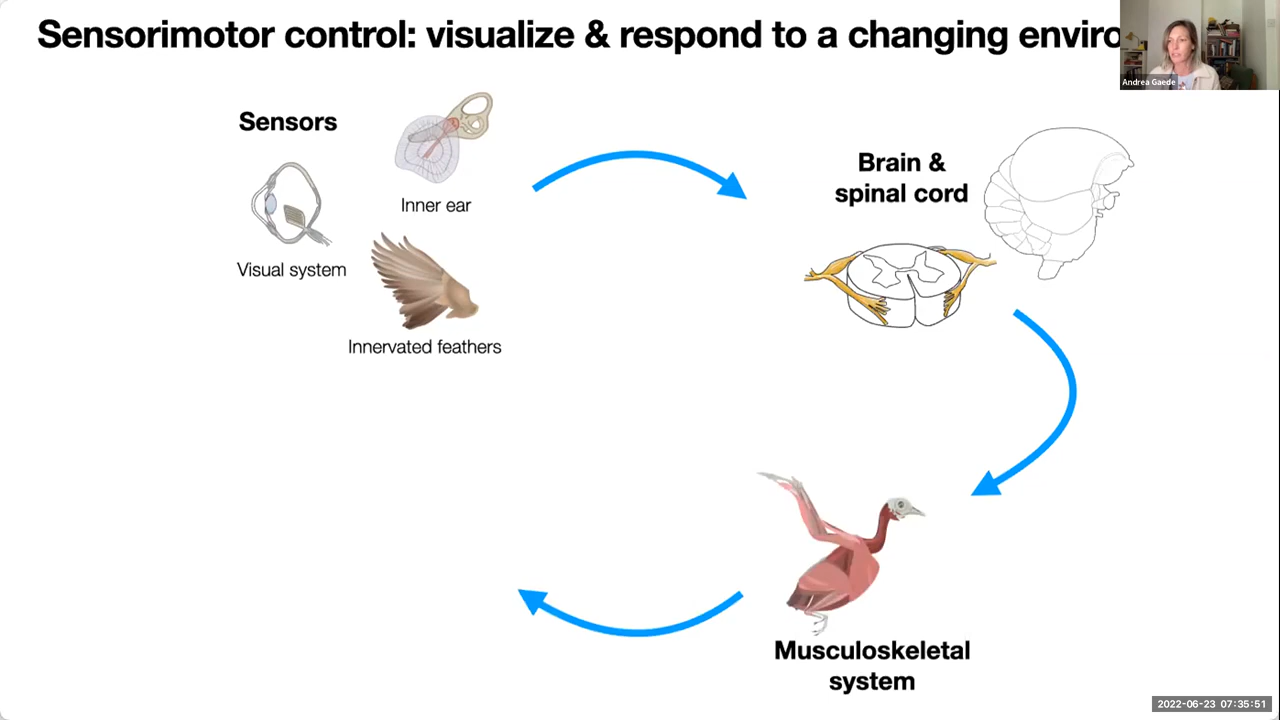 Sensorimotor control: visualize & respond to a changing enviro
Andrea Gaede
Sensors
Inner ear
Visual system
Innervated feathers
Brain &
spinal cord
Musculoskeletal
system
2022-06-23 07:35:51